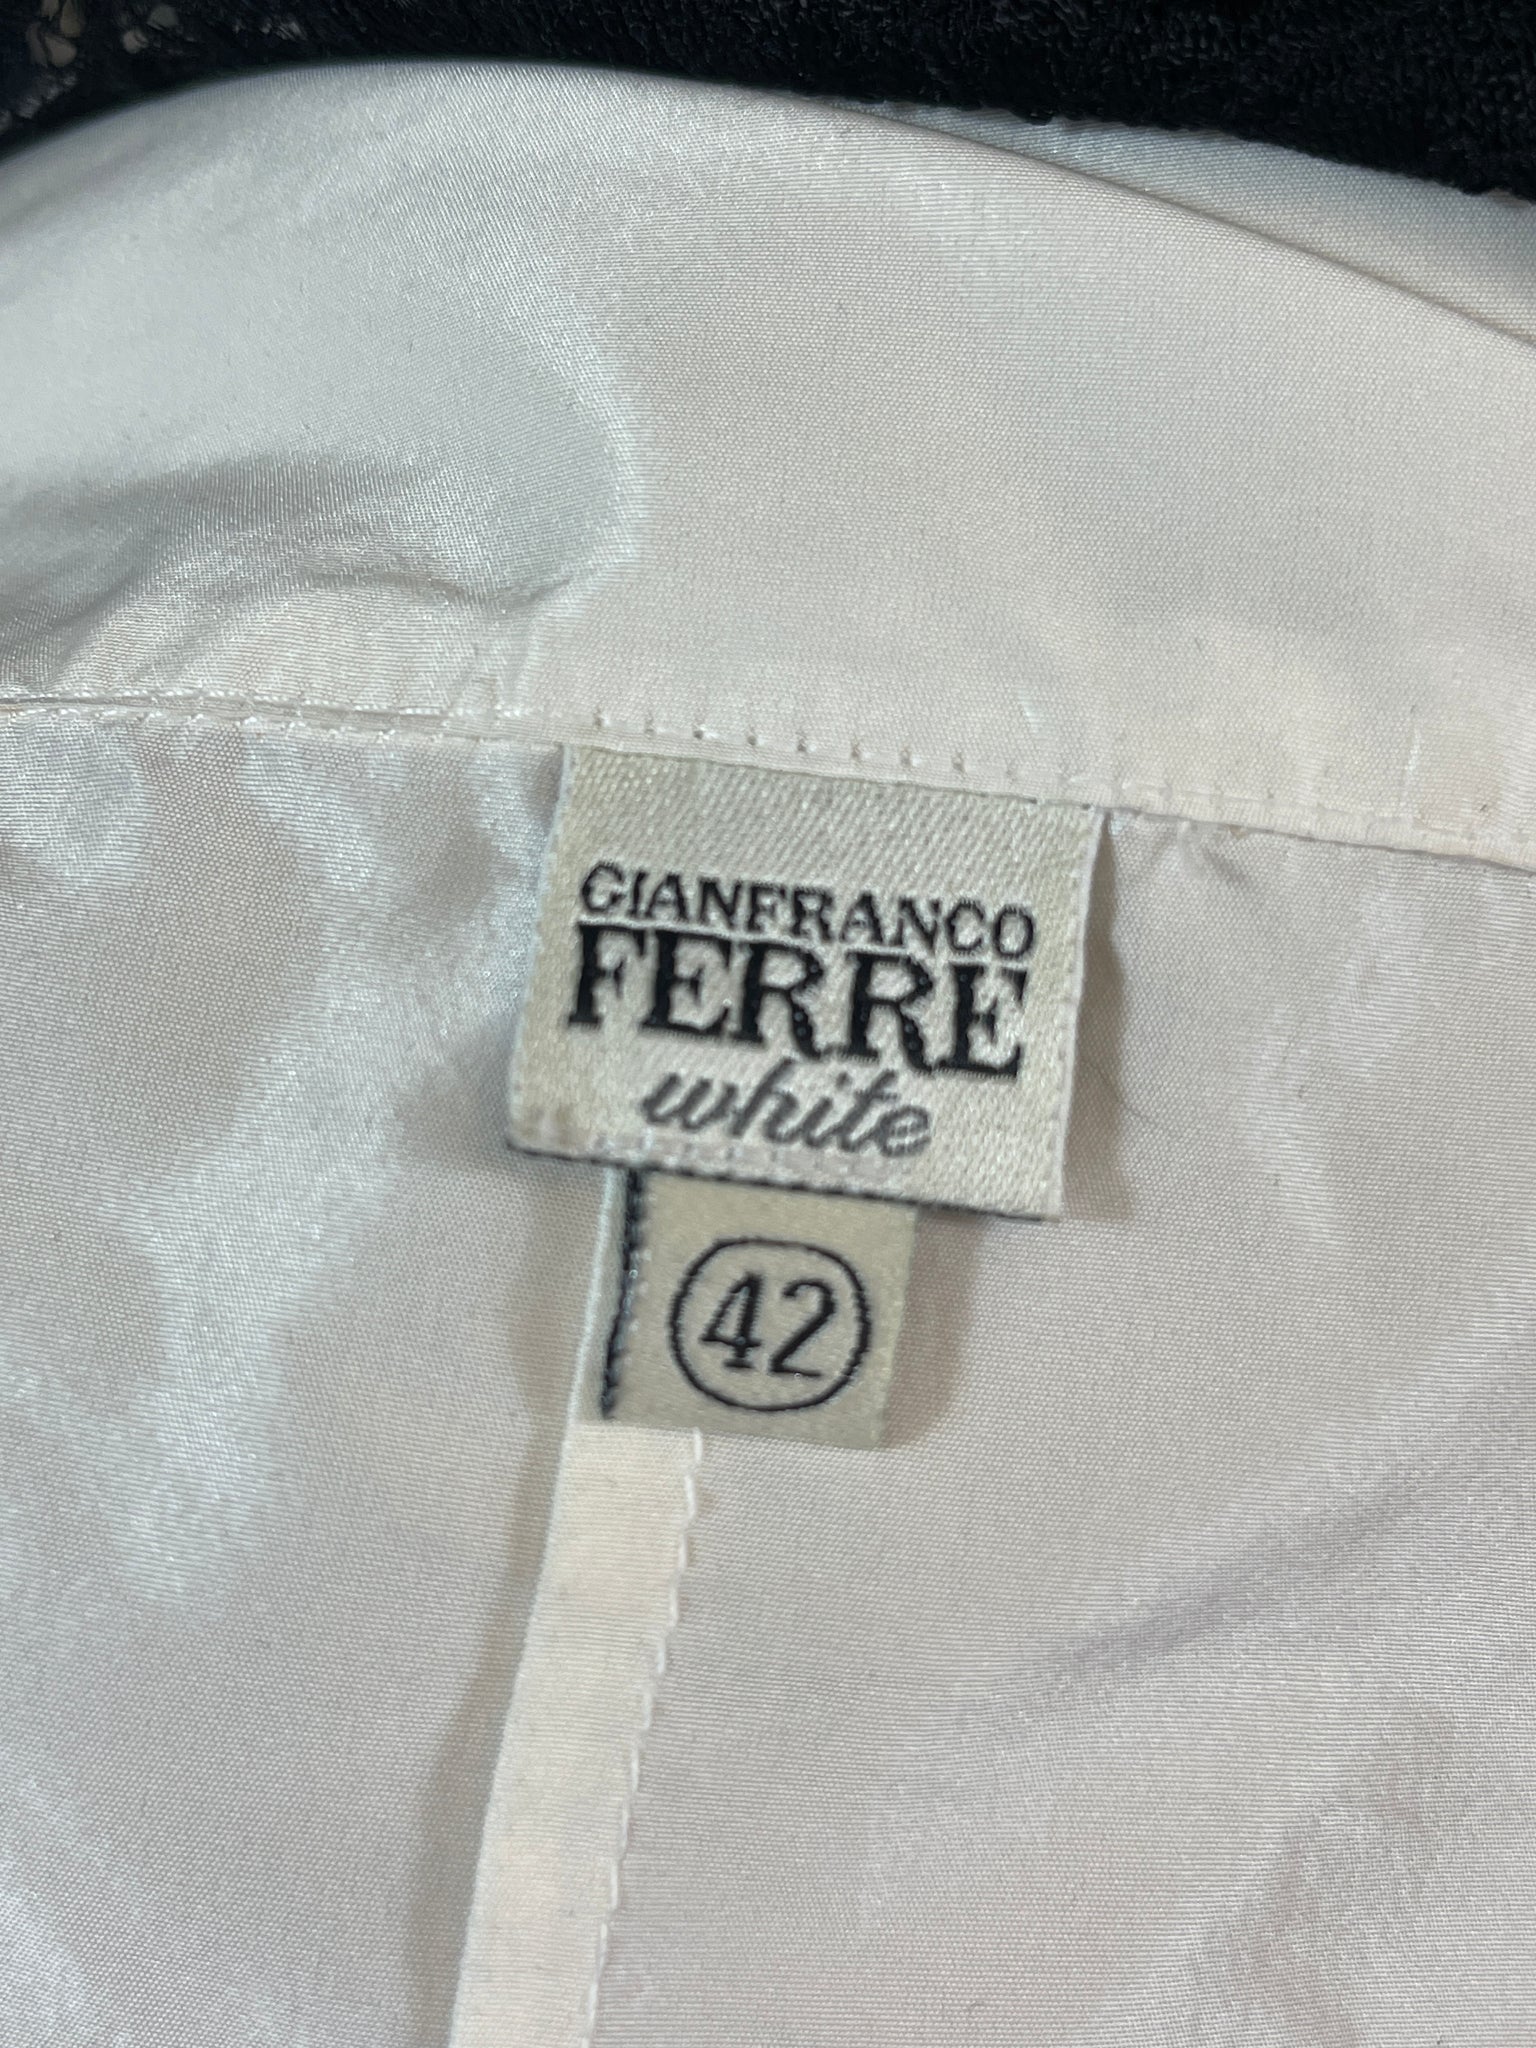 GIANFRANCO
FERRE
white
42